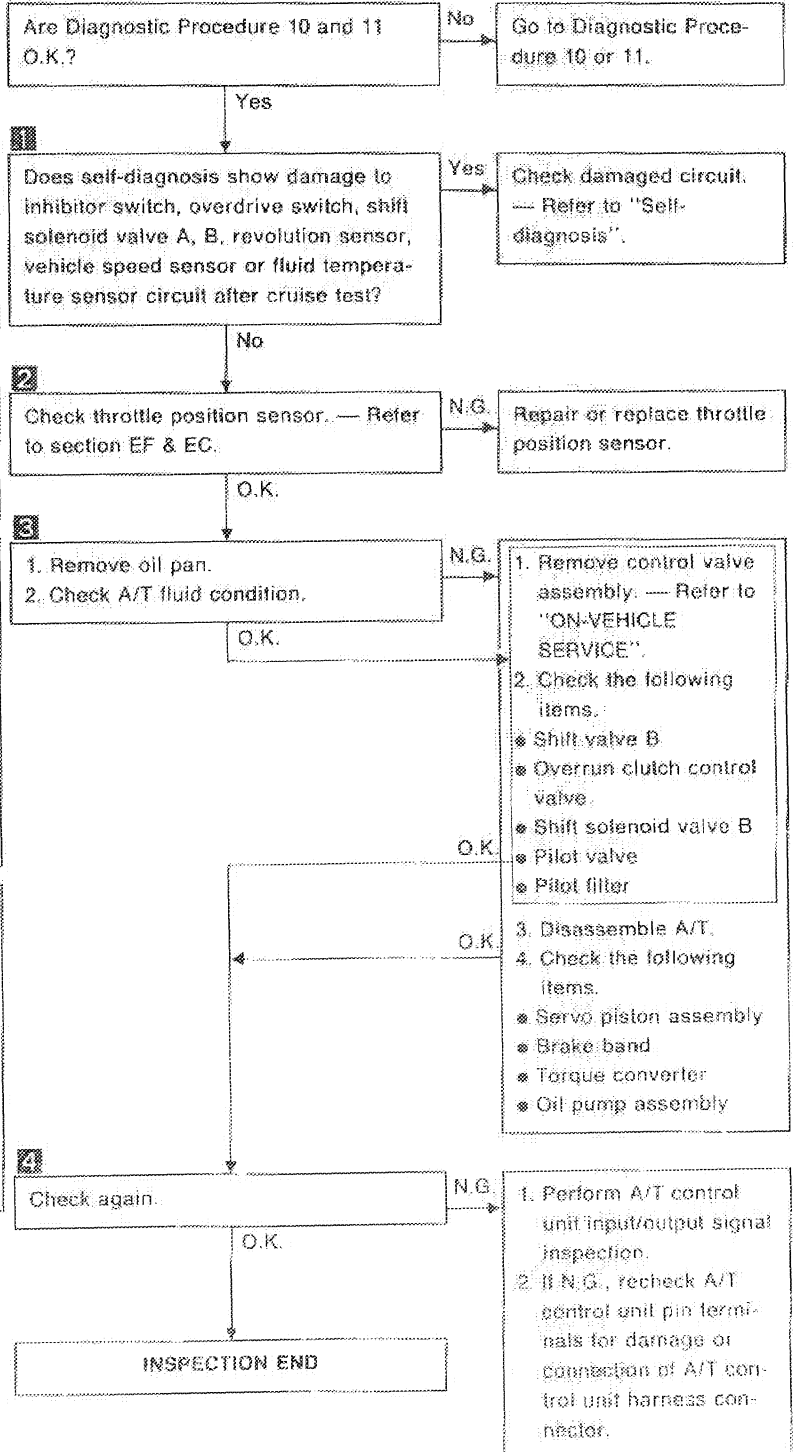 Are Diagnostic Procedure 10 and 11
O.K.?
No
Go to Diagnostic Proce-
dure 10 or 11.
Yes
1
Does self-diagnosis show damage to
inhibitor switch, overdrive switch, shift
solenoid valve A, B, revolution sensor,
vehicle speed sensor or fluid tempera-
ture sensor circuit after cruise test?
Yes
Check damaged circuit.
— Refer to "Self-
diagnosis".
No
2
Check throttle position sensor. — Refer
to section EF & EC.
N.G.
Repair or replace throttle
position sensor.
O.K.
3
1. Remove oil pan.
2. Check A/T fluid condition.
N.G.
O.K.
1. Remove control valve
assembly. — Refer to
"ON-VEHICLE
SERVICE".
2. Check the following
items.
• Shift valve B
• Overrun clutch control
valve
• Shift solenoid valve B
• Pilot valve
• Pilot filter
O.K.
3. Disassemble A/T.
4. Check the following
items.
• Servo piston assembly
• Brake band
• Torque converter
• Oil pump assembly
O.K.
4
Check again.
N.G.
1. Perform A/T control
unit input/output signal
inspection.
2. If N.G., recheck A/T
control unit pin termi-
nals for damage or
connection of A/T con-
trol unit harness con-
nector.
O.K.
INSPECTION END